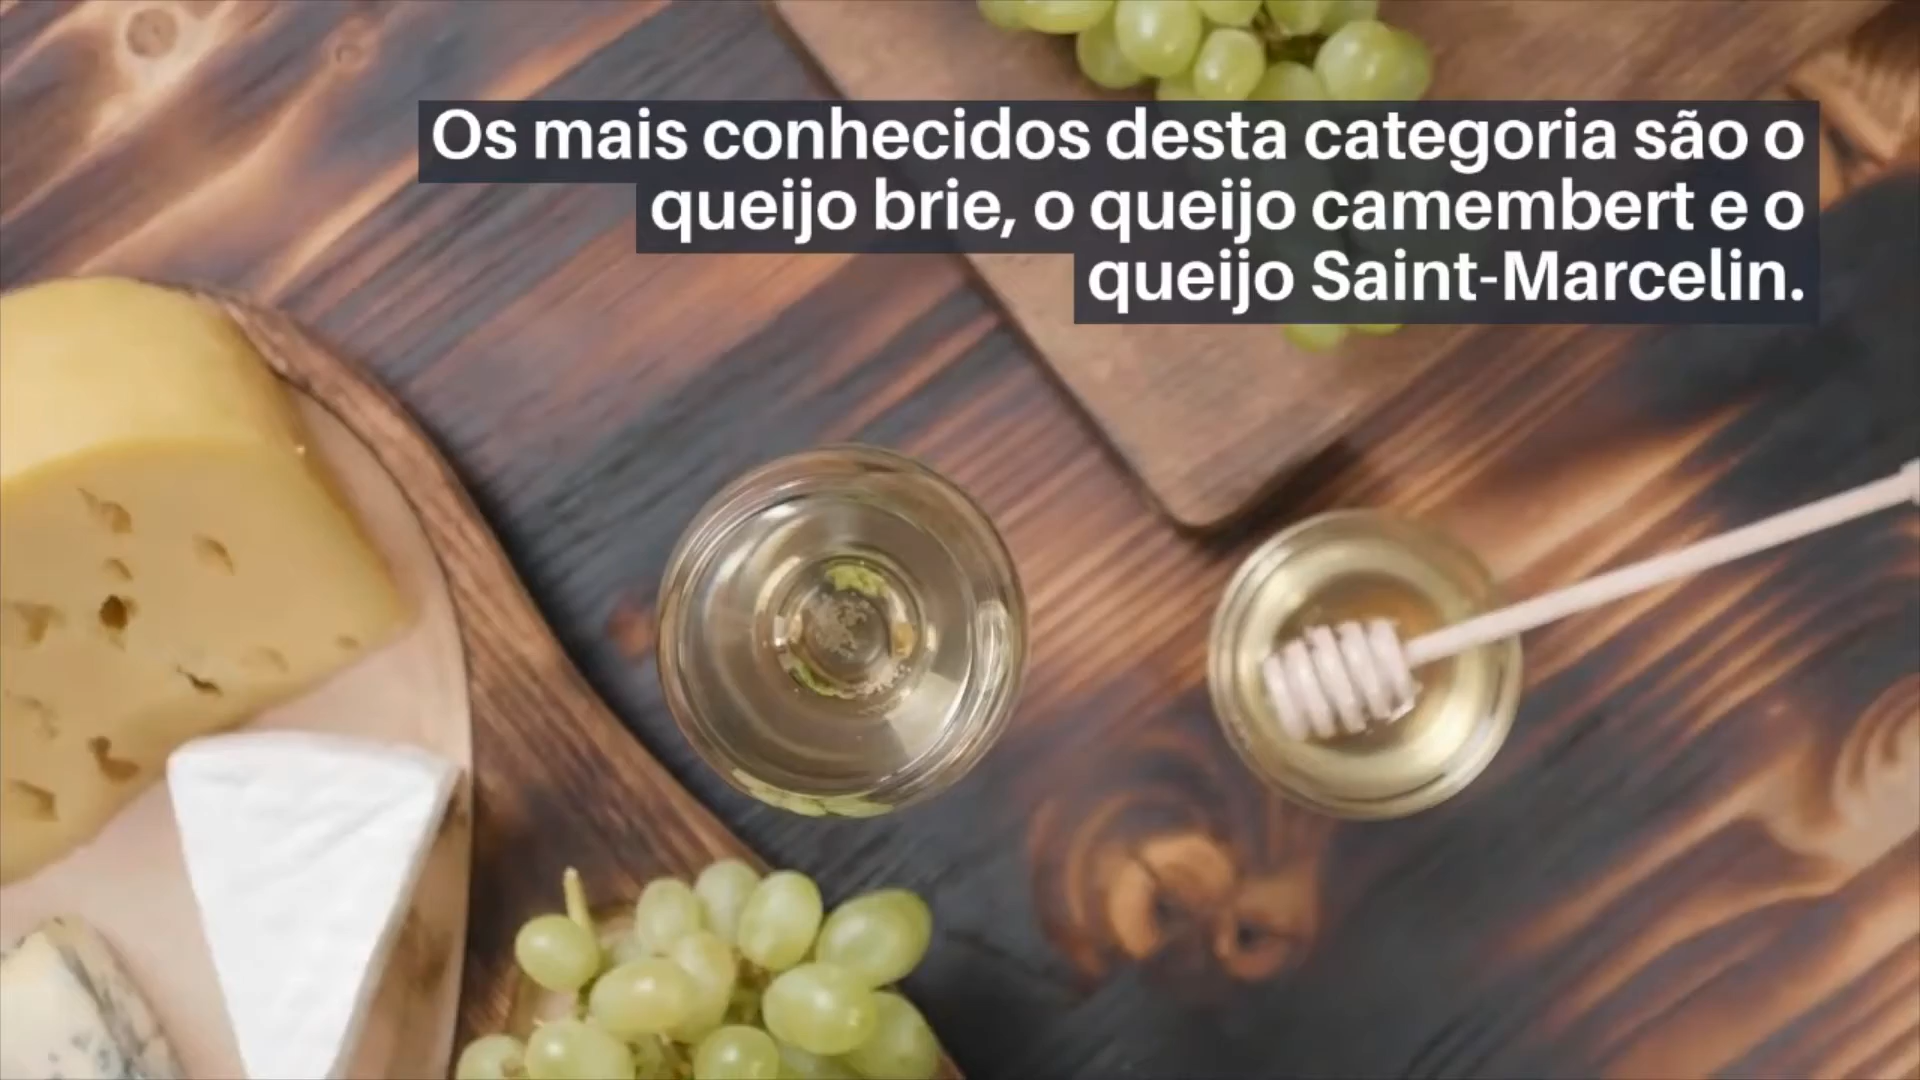 Os mais conhecidos desta categoria são o
queijo brie, o queijo camembert e o
queijo Saint-Marcelin.